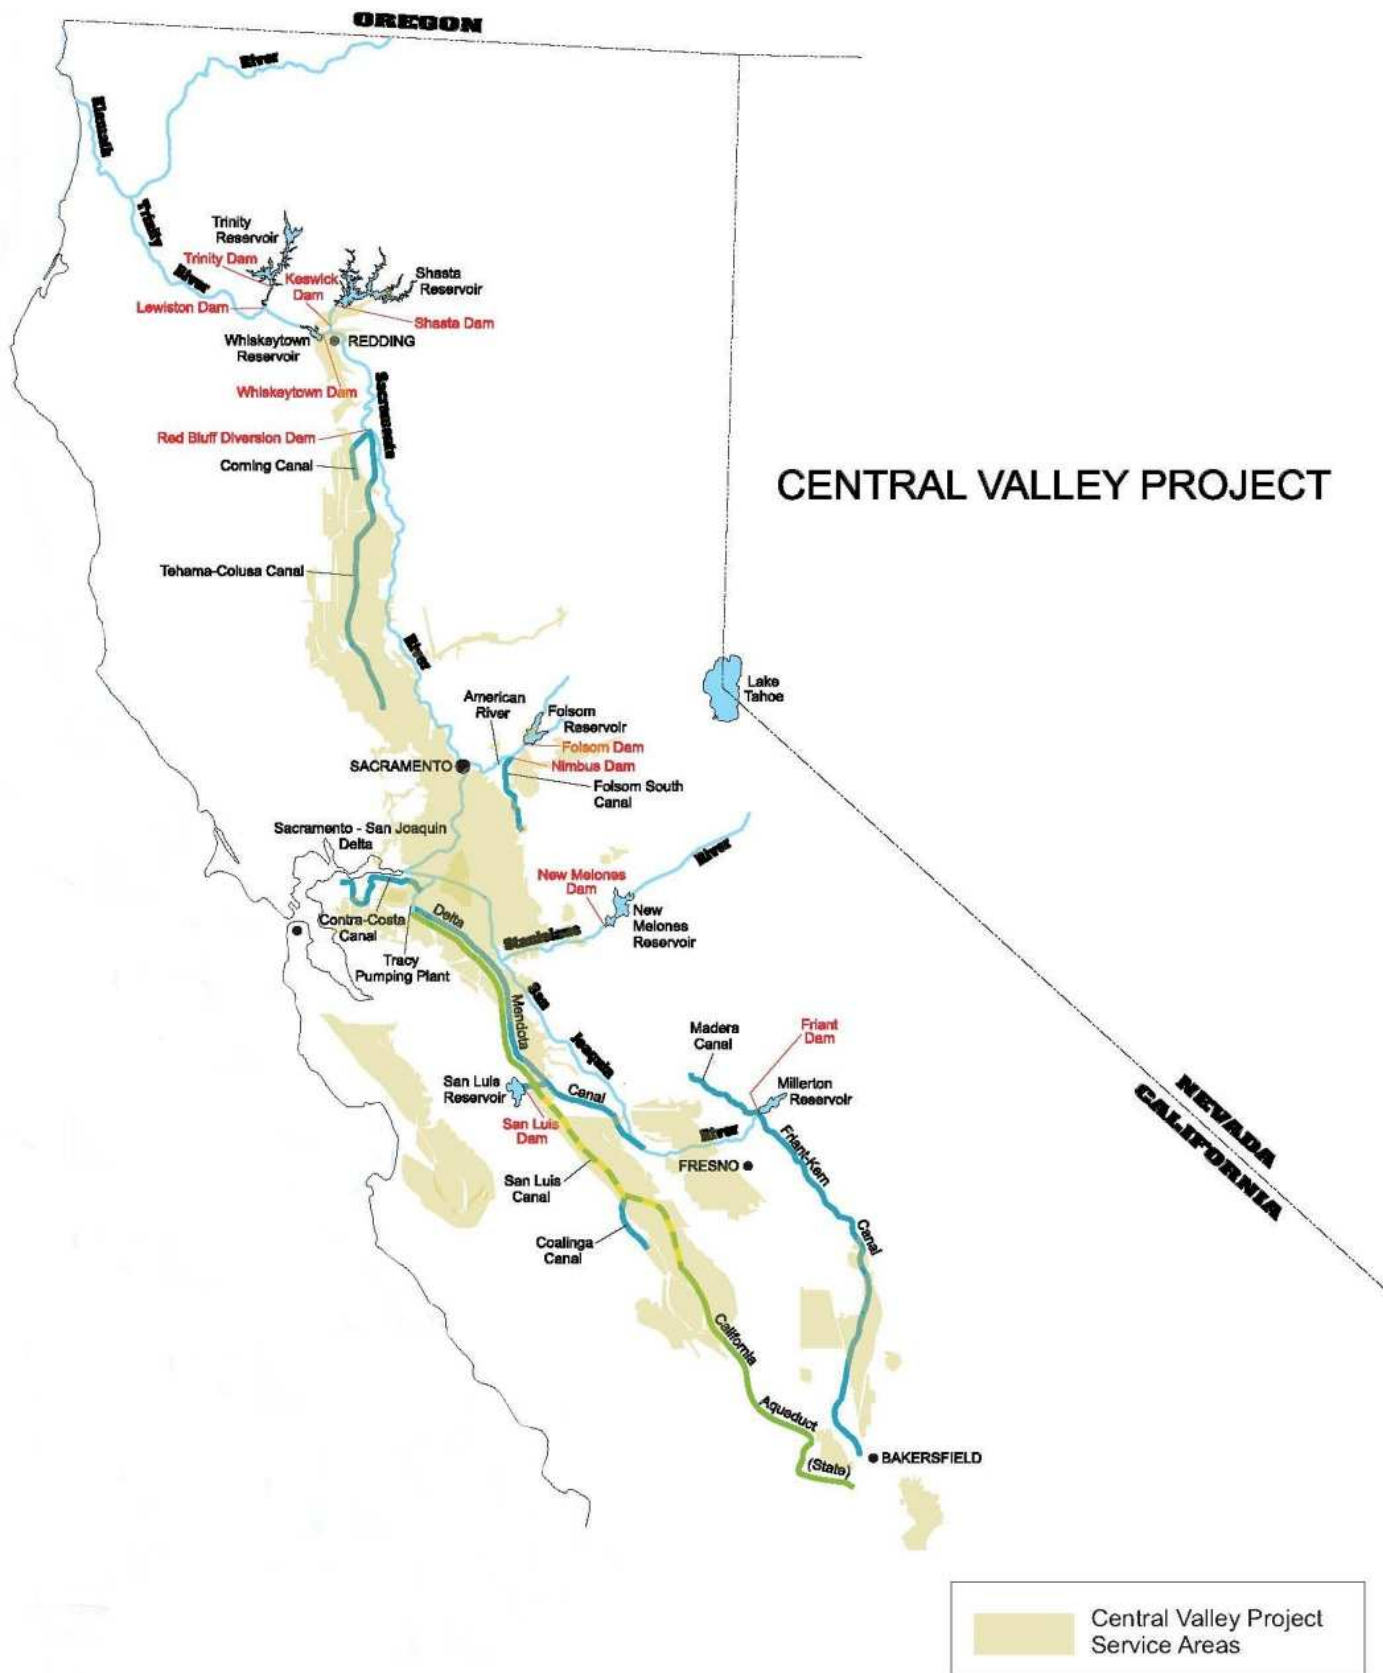 OREGON
River
Klamath
Trinity
River
Trinity
Reservoir
Trinity Dam
Keswick
Dam
Shasta
Reservoir
Lewiston Dam
Shasta Dam
Whiskeytown
Reservoir
REDDING
Whiskeytown Dam
Sacramento
Red Bluff Diversion Dam
Corning Canal
CENTRAL VALLEY PROJECT
Tehama-Colusa Canal
River
Lake
Tahoe
American
River
Folsom
Reservoir
Folsom Dam
SACRAMENTO
Nimbus Dam
Folsom South
Canal
Sacramento - San Joaquin
Delta
River
New Melones
Dam
New
Melones
Reservoir
Contra-Costa
Canal
Delta
Stanislaus
Tracy
Pumping Plant
San
Mendota
Joaquin
Madera
Canal
Friant
Dam
San Luis
Reservoir
Canal
Millerton
Reservoir
San Luis
Dam
River
Friant-Kern
FRESNO
NEVADA
CALIFORNIA
San Luis
Canal
Canal
Coalinga
Canal
California
Aqueduct
(State)
BAKERSFIELD
Central Valley Project
Service Areas